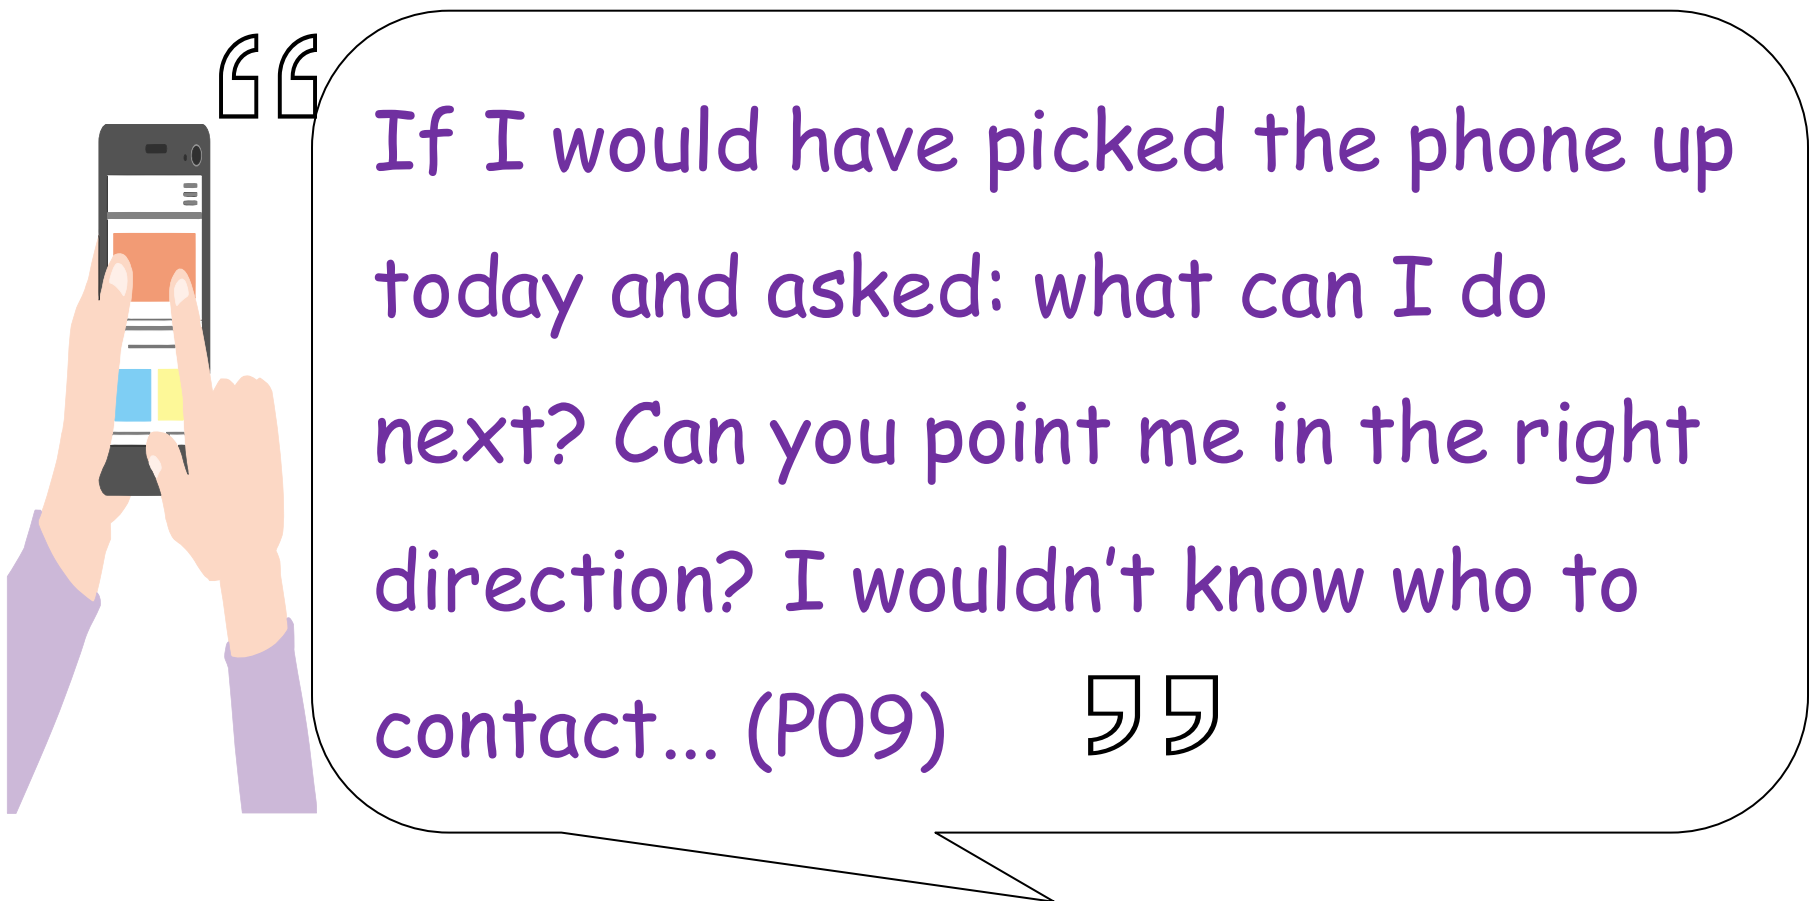 If I would have picked the phone up
today and asked: what can I do
next? Can you point me in the right
direction? I wouldn’t know who to
contact... (P09)